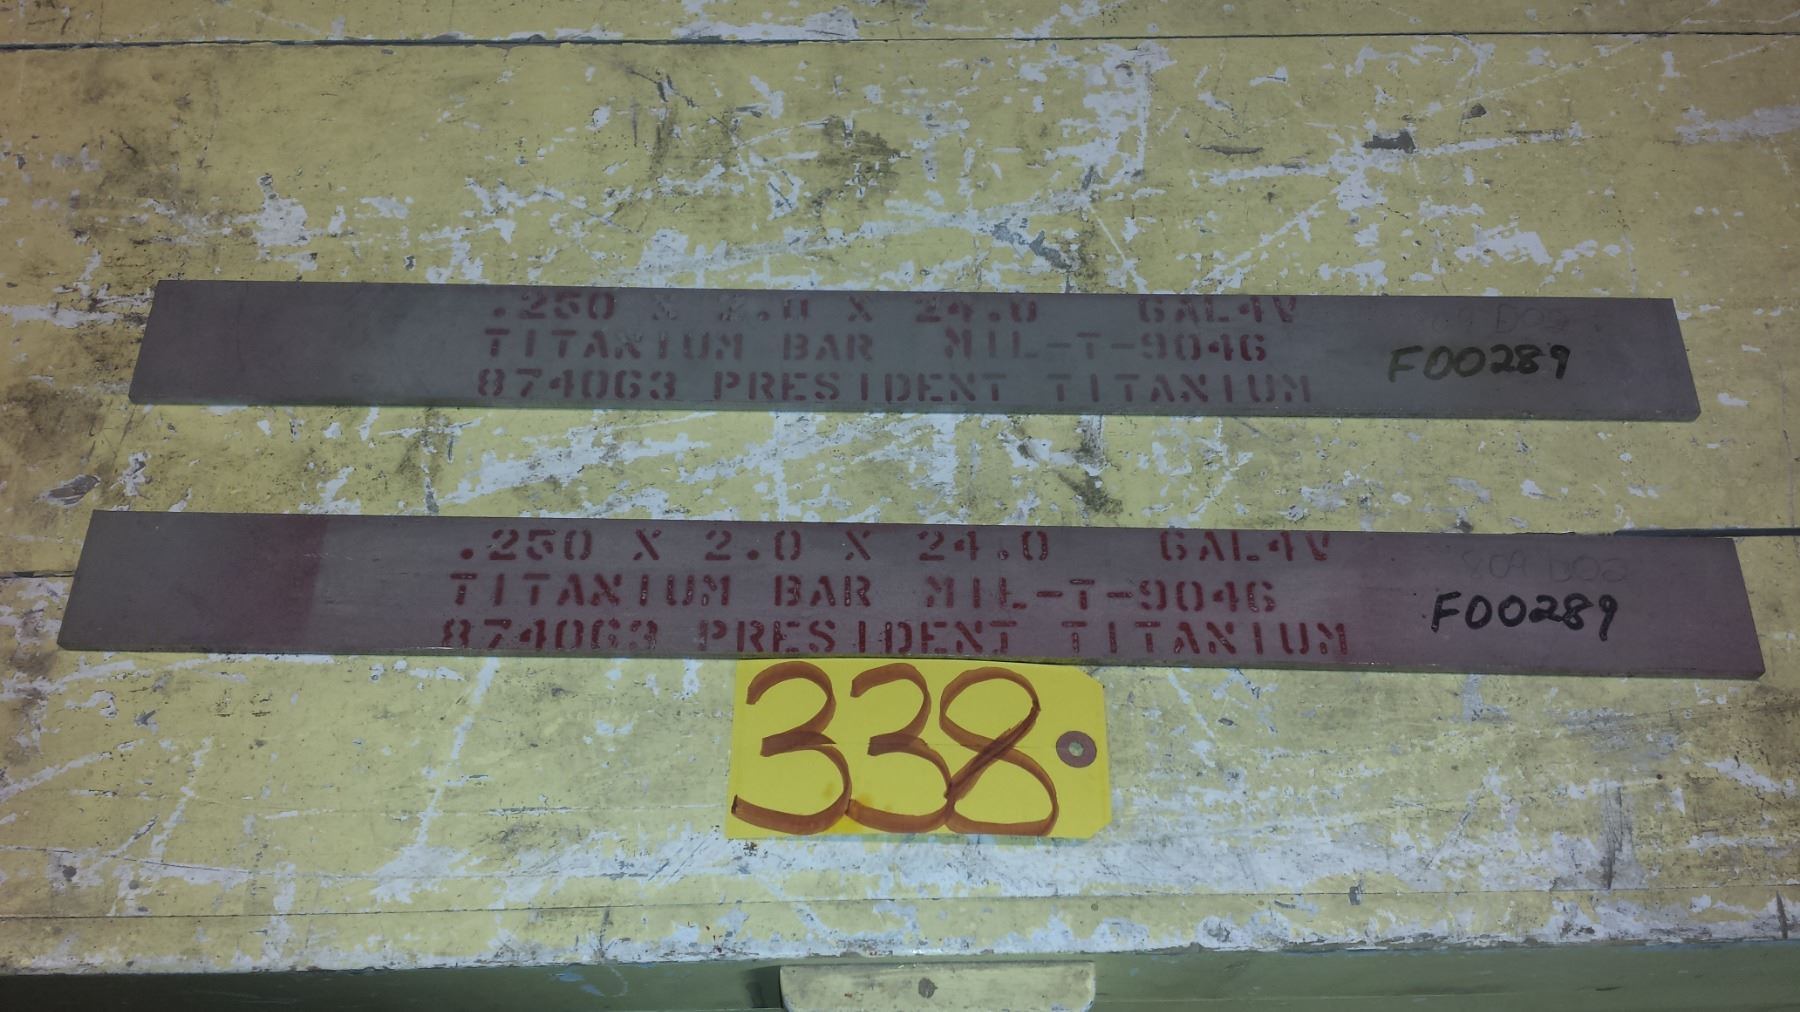 .250 X 2.0 X 24.0 6AL4V
TITANIUM BAR MIL-T-9046
874063 PRESIDENT TITANIUM
F00289
.250 X 2.0 X 24.0 6AL4V
TITANIUM BAR MIL-T-9046
874063 PRESIDENT TITANIUM
F00289
338